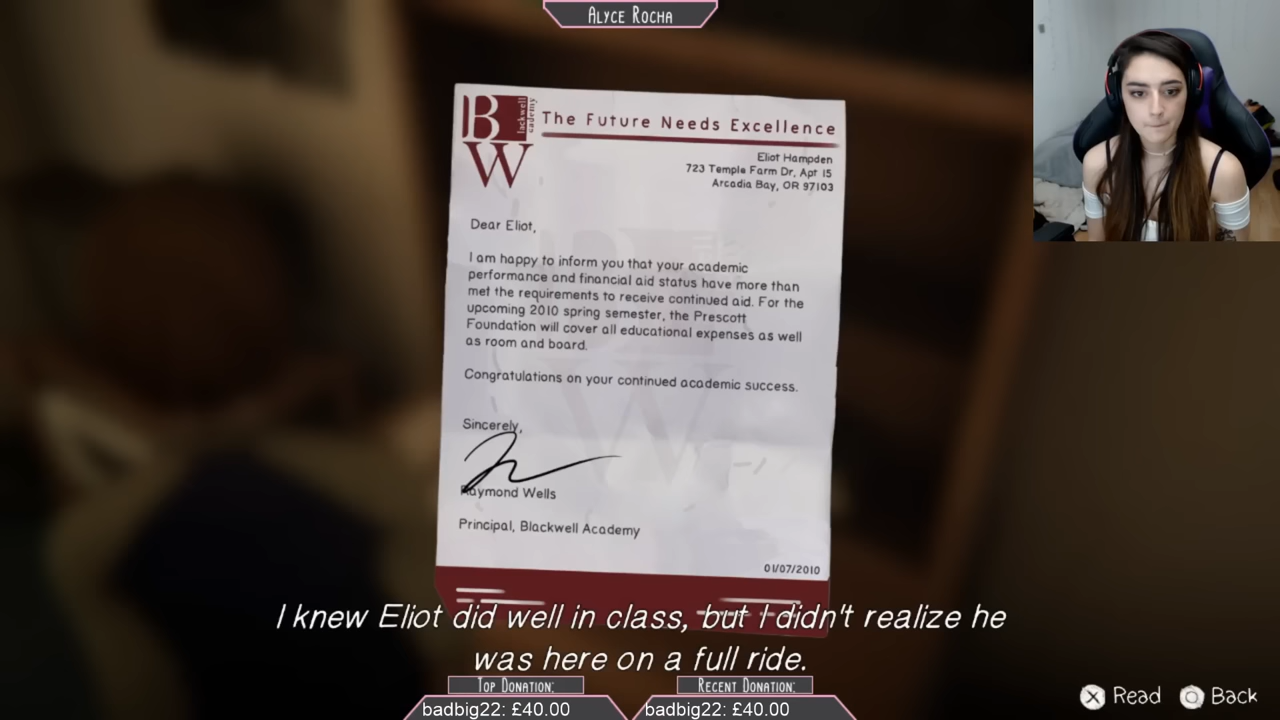 Alyce Rocha
B lackwell
W cademy
The Future Needs Excellence
Eliot Hampden
723 Temple Farm Dr, Apt 15
Arcadia Bay, OR 97103
Dear Eliot,
I am happy to inform you that your academic
performance and financial aid status have more than
met the requirements to receive continued aid. For the
upcoming 2010 spring semester, the Prescott
Foundation will cover all educational expenses as well
as room and board.
Congratulations on your continued academic success.
Sincerely,
Raymond Wells
Principal, Blackwell Academy
01/07/2010
I knew Eliot did well in class, but I didn't realize he
was here on a full ride.
Read
Back
Top Donation:
badbig22: £40.00
Recent Donation:
badbig22: £40.00